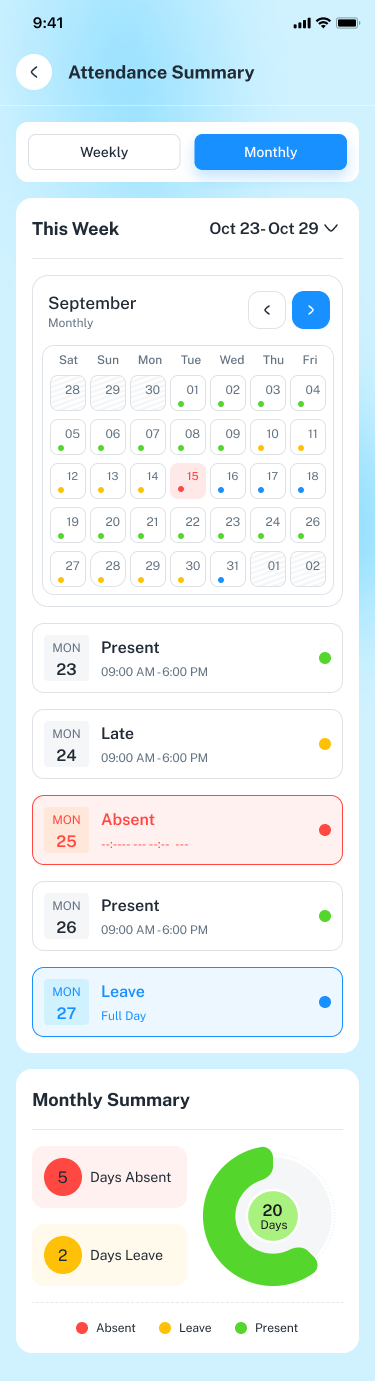 9:41
Attendance Summary
Weekly Monthly
This Week Oct 23- Oct 29
September
Monthly
Sat Sun Mon Tue Wed Thu Fri
28 29 30 01 02 03 04
05 06 07 08 09 10 11
12 13 14 15 16 17 18
19 20 21 22 23 24 26
27 28 29 30 31 01 02
MON Present
23 09:00 AM - 6:00 PM
MON Late
24 09:00 AM - 6:00 PM
MON Absent
25 --:---- --- --:-- ---
MON Present
26 09:00 AM - 6:00 PM
MON Leave
27 Full Day
Monthly Summary
5 Days Absent
20
Days
2 Days Leave
Absent Leave Present